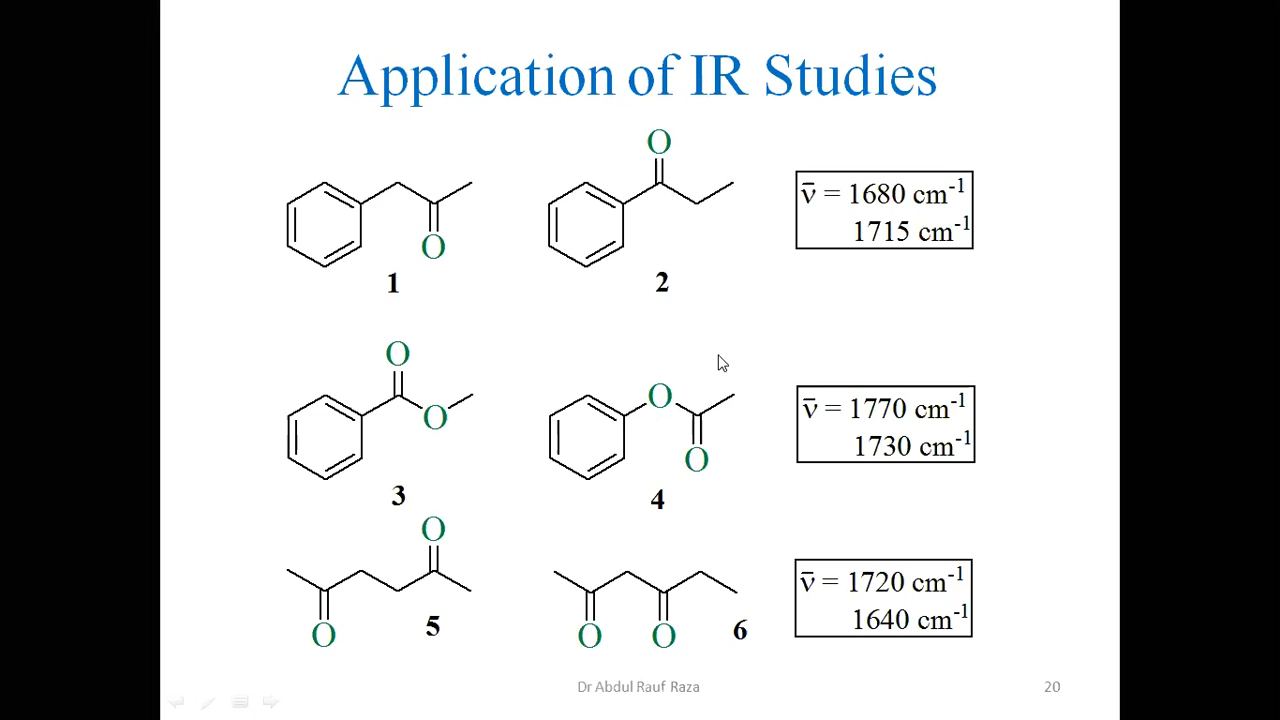 Application of IR Studies
O
O
1
2
ν̄ = 1680 cm⁻¹
1715 cm⁻¹
O
O
O
O
3
4
ν̄ = 1770 cm⁻¹
1730 cm⁻¹
O
O
5
O
O
6
ν̄ = 1720 cm⁻¹
1640 cm⁻¹
Dr Abdul Rauf Raza
20